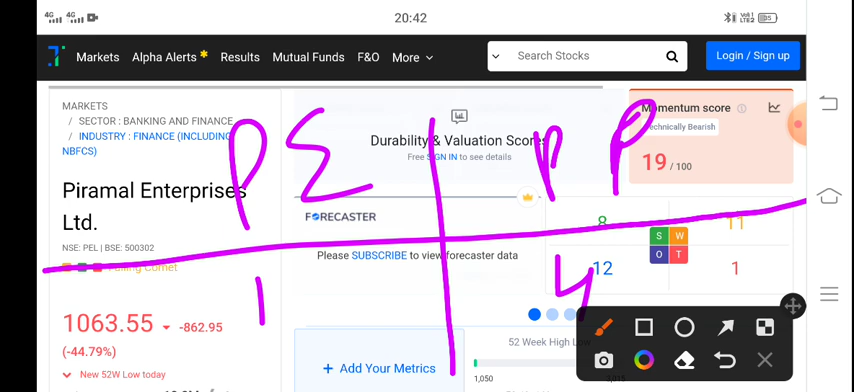 4G 4G 20:42
Markets Alpha Alerts Results Mutual Funds F&O More Search Stocks Login / Sign up
MARKETS
/ SECTOR : BANKING AND FINANCE
/ INDUSTRY : FINANCE (INCLUDING NBFCS)
Piramal Enterprises Ltd.
NSE: PEL | BSE: 500302
Falling Comet
1063.55 -862.95
(-44.79%)
New 52W Low today
Durability & Valuation Scores
Free SIGN IN to see details
Momentum score
Technically Bearish
19 / 100
FORECASTER
Please SUBSCRIBE to view forecaster data
8 11
S W
O T
12 1
+ Add Your Metrics
52 Week High Low
1,050
PE
1
4